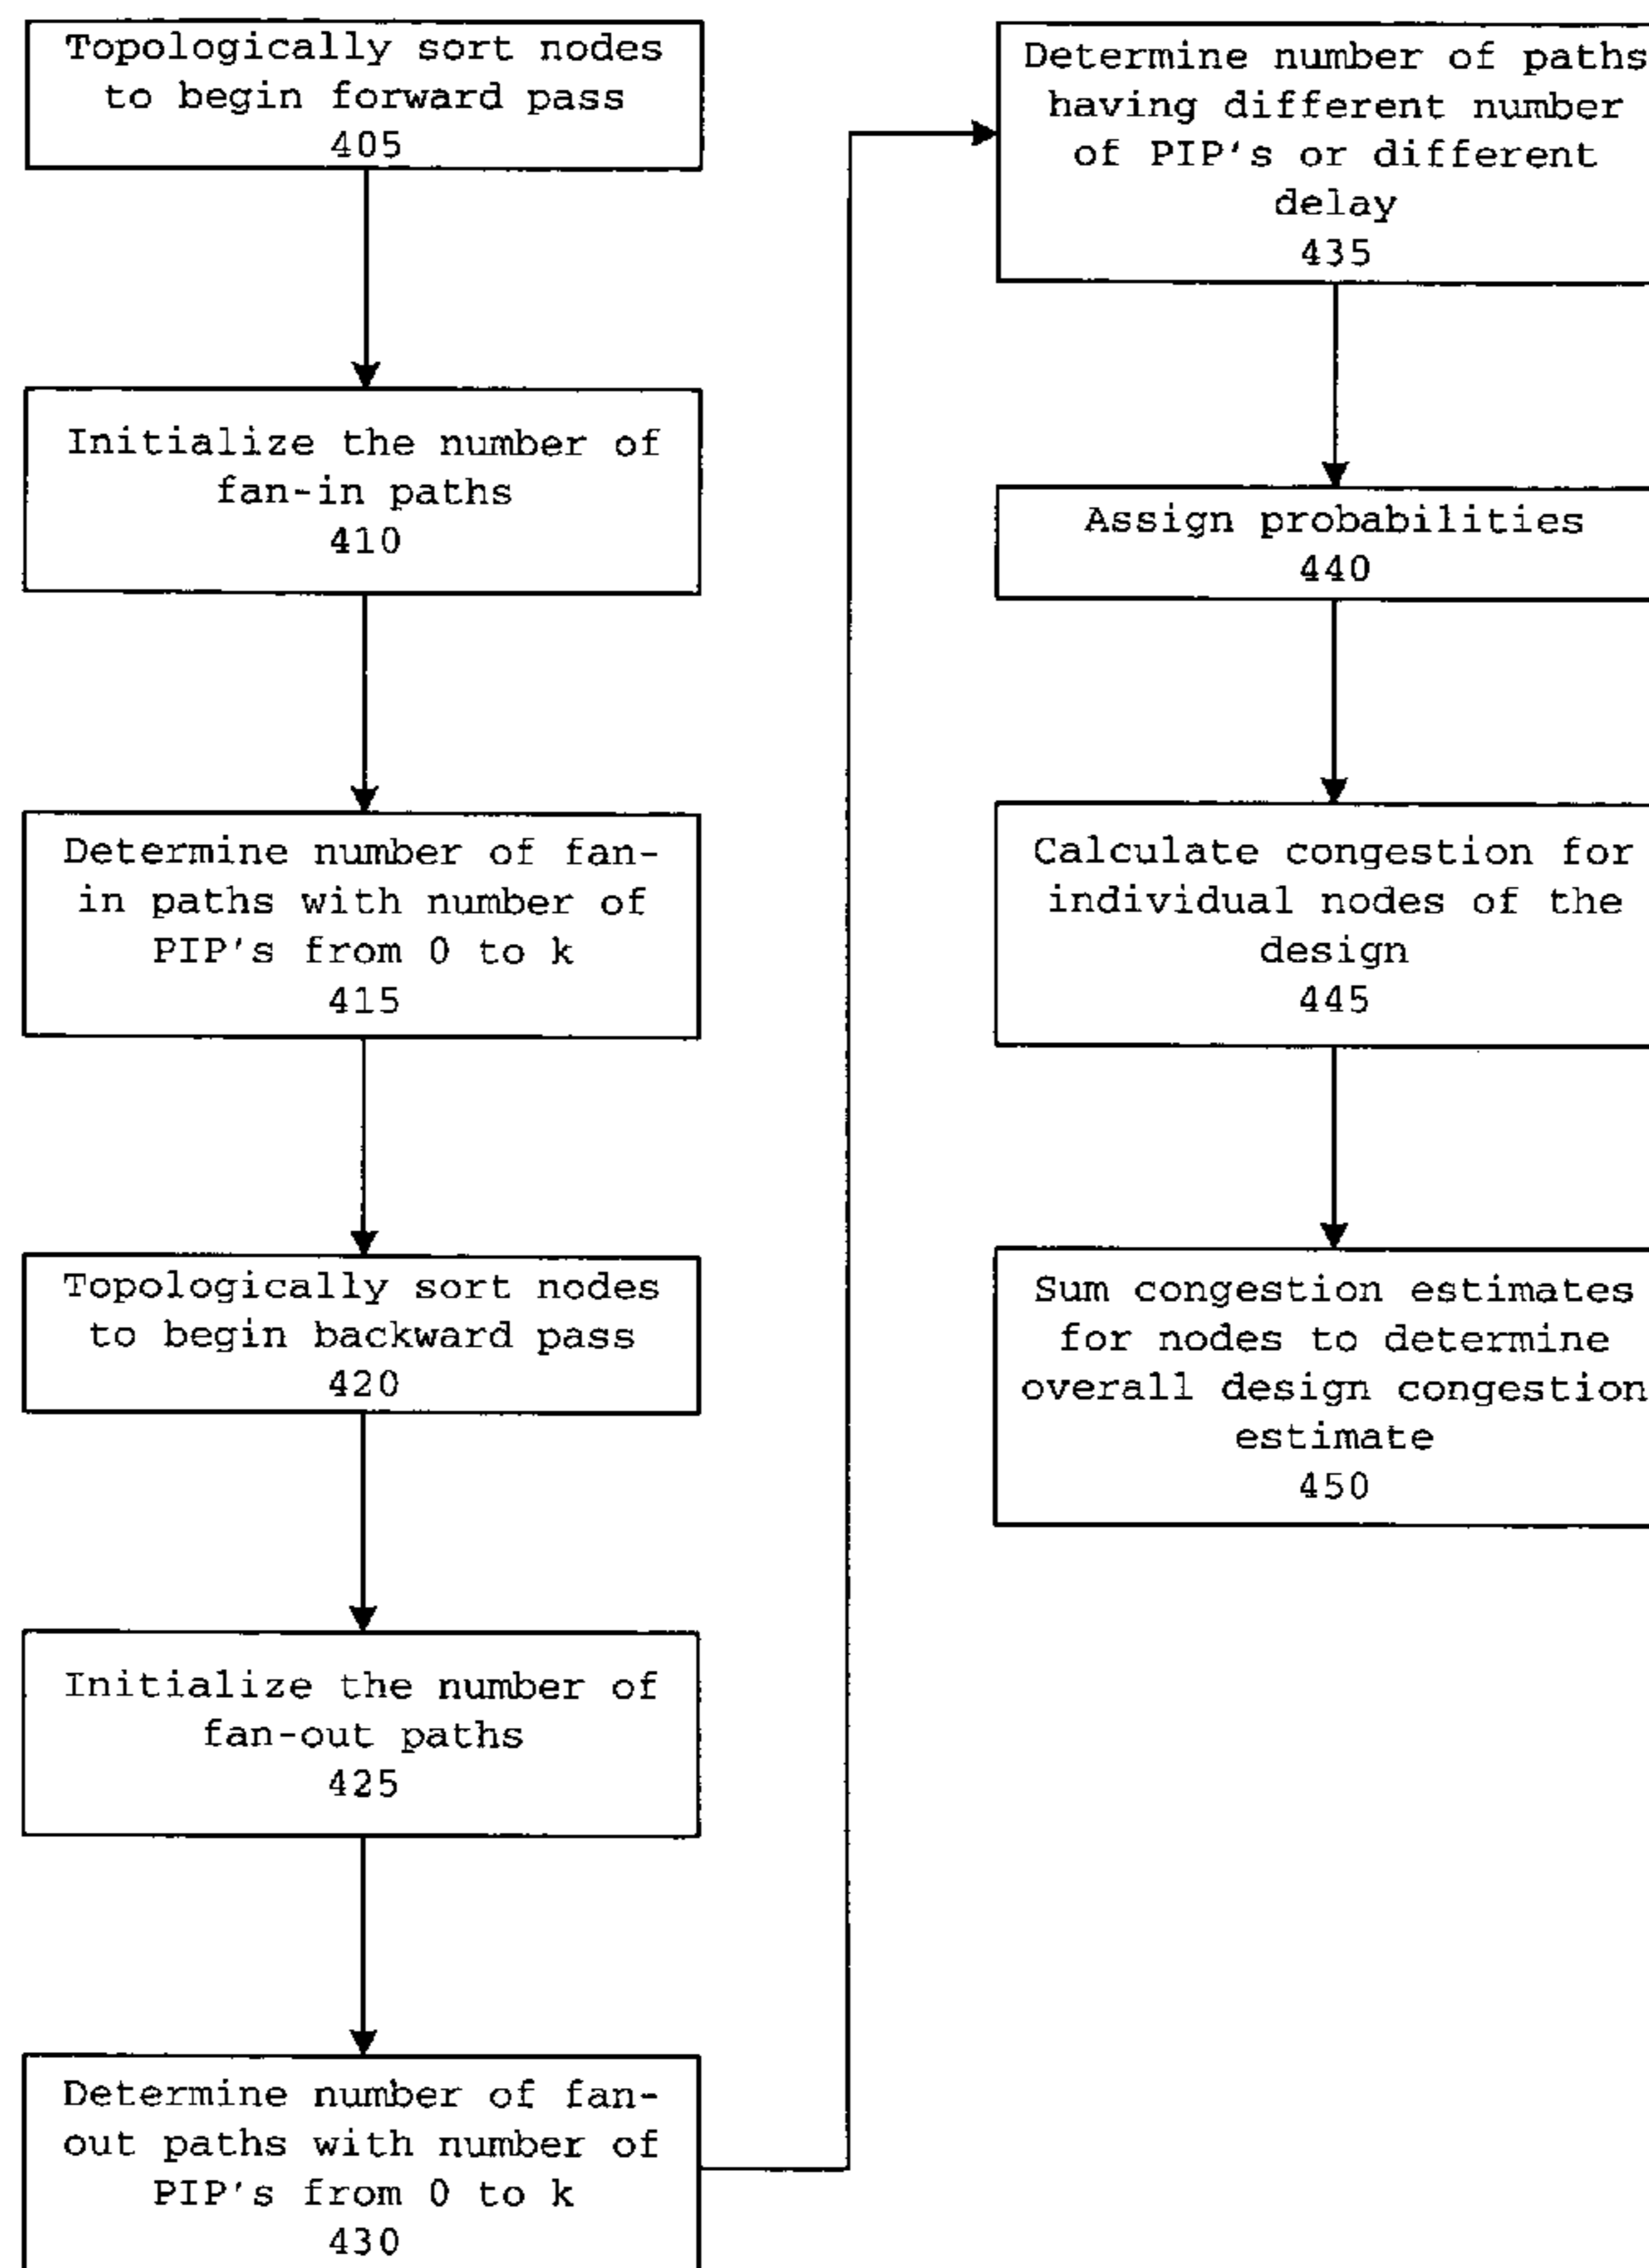 Topologically sort nodes
to begin forward pass
405
Initialize the number of
fan-in paths
410
Determine number of fan-
in paths with number of
PIP's from 0 to k
415
Topologically sort nodes
to begin backward pass
420
Initialize the number of
fan-out paths
425
Determine number of fan-
out paths with number of
PIP's from 0 to k
430
Determine number of paths
having different number
of PIP's or different
delay
435
Assign probabilities
440
Calculate congestion for
individual nodes of the
design
445
Sum congestion estimates
for nodes to determine
overall design congestion
estimate
450